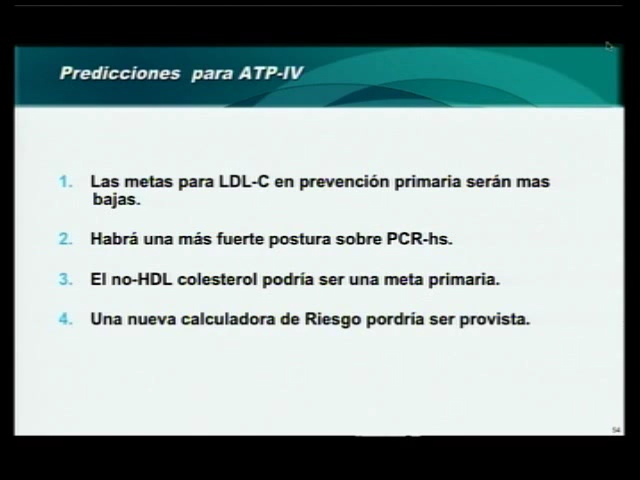 Predicciones para ATP-IV
1. Las metas para LDL-C en prevención primaria serán mas
bajas.
2. Habrá una más fuerte postura sobre PCR-hs.
3. El no-HDL colesterol podría ser una meta primaria.
4. Una nueva calculadora de Riesgo pordría ser provista.
54